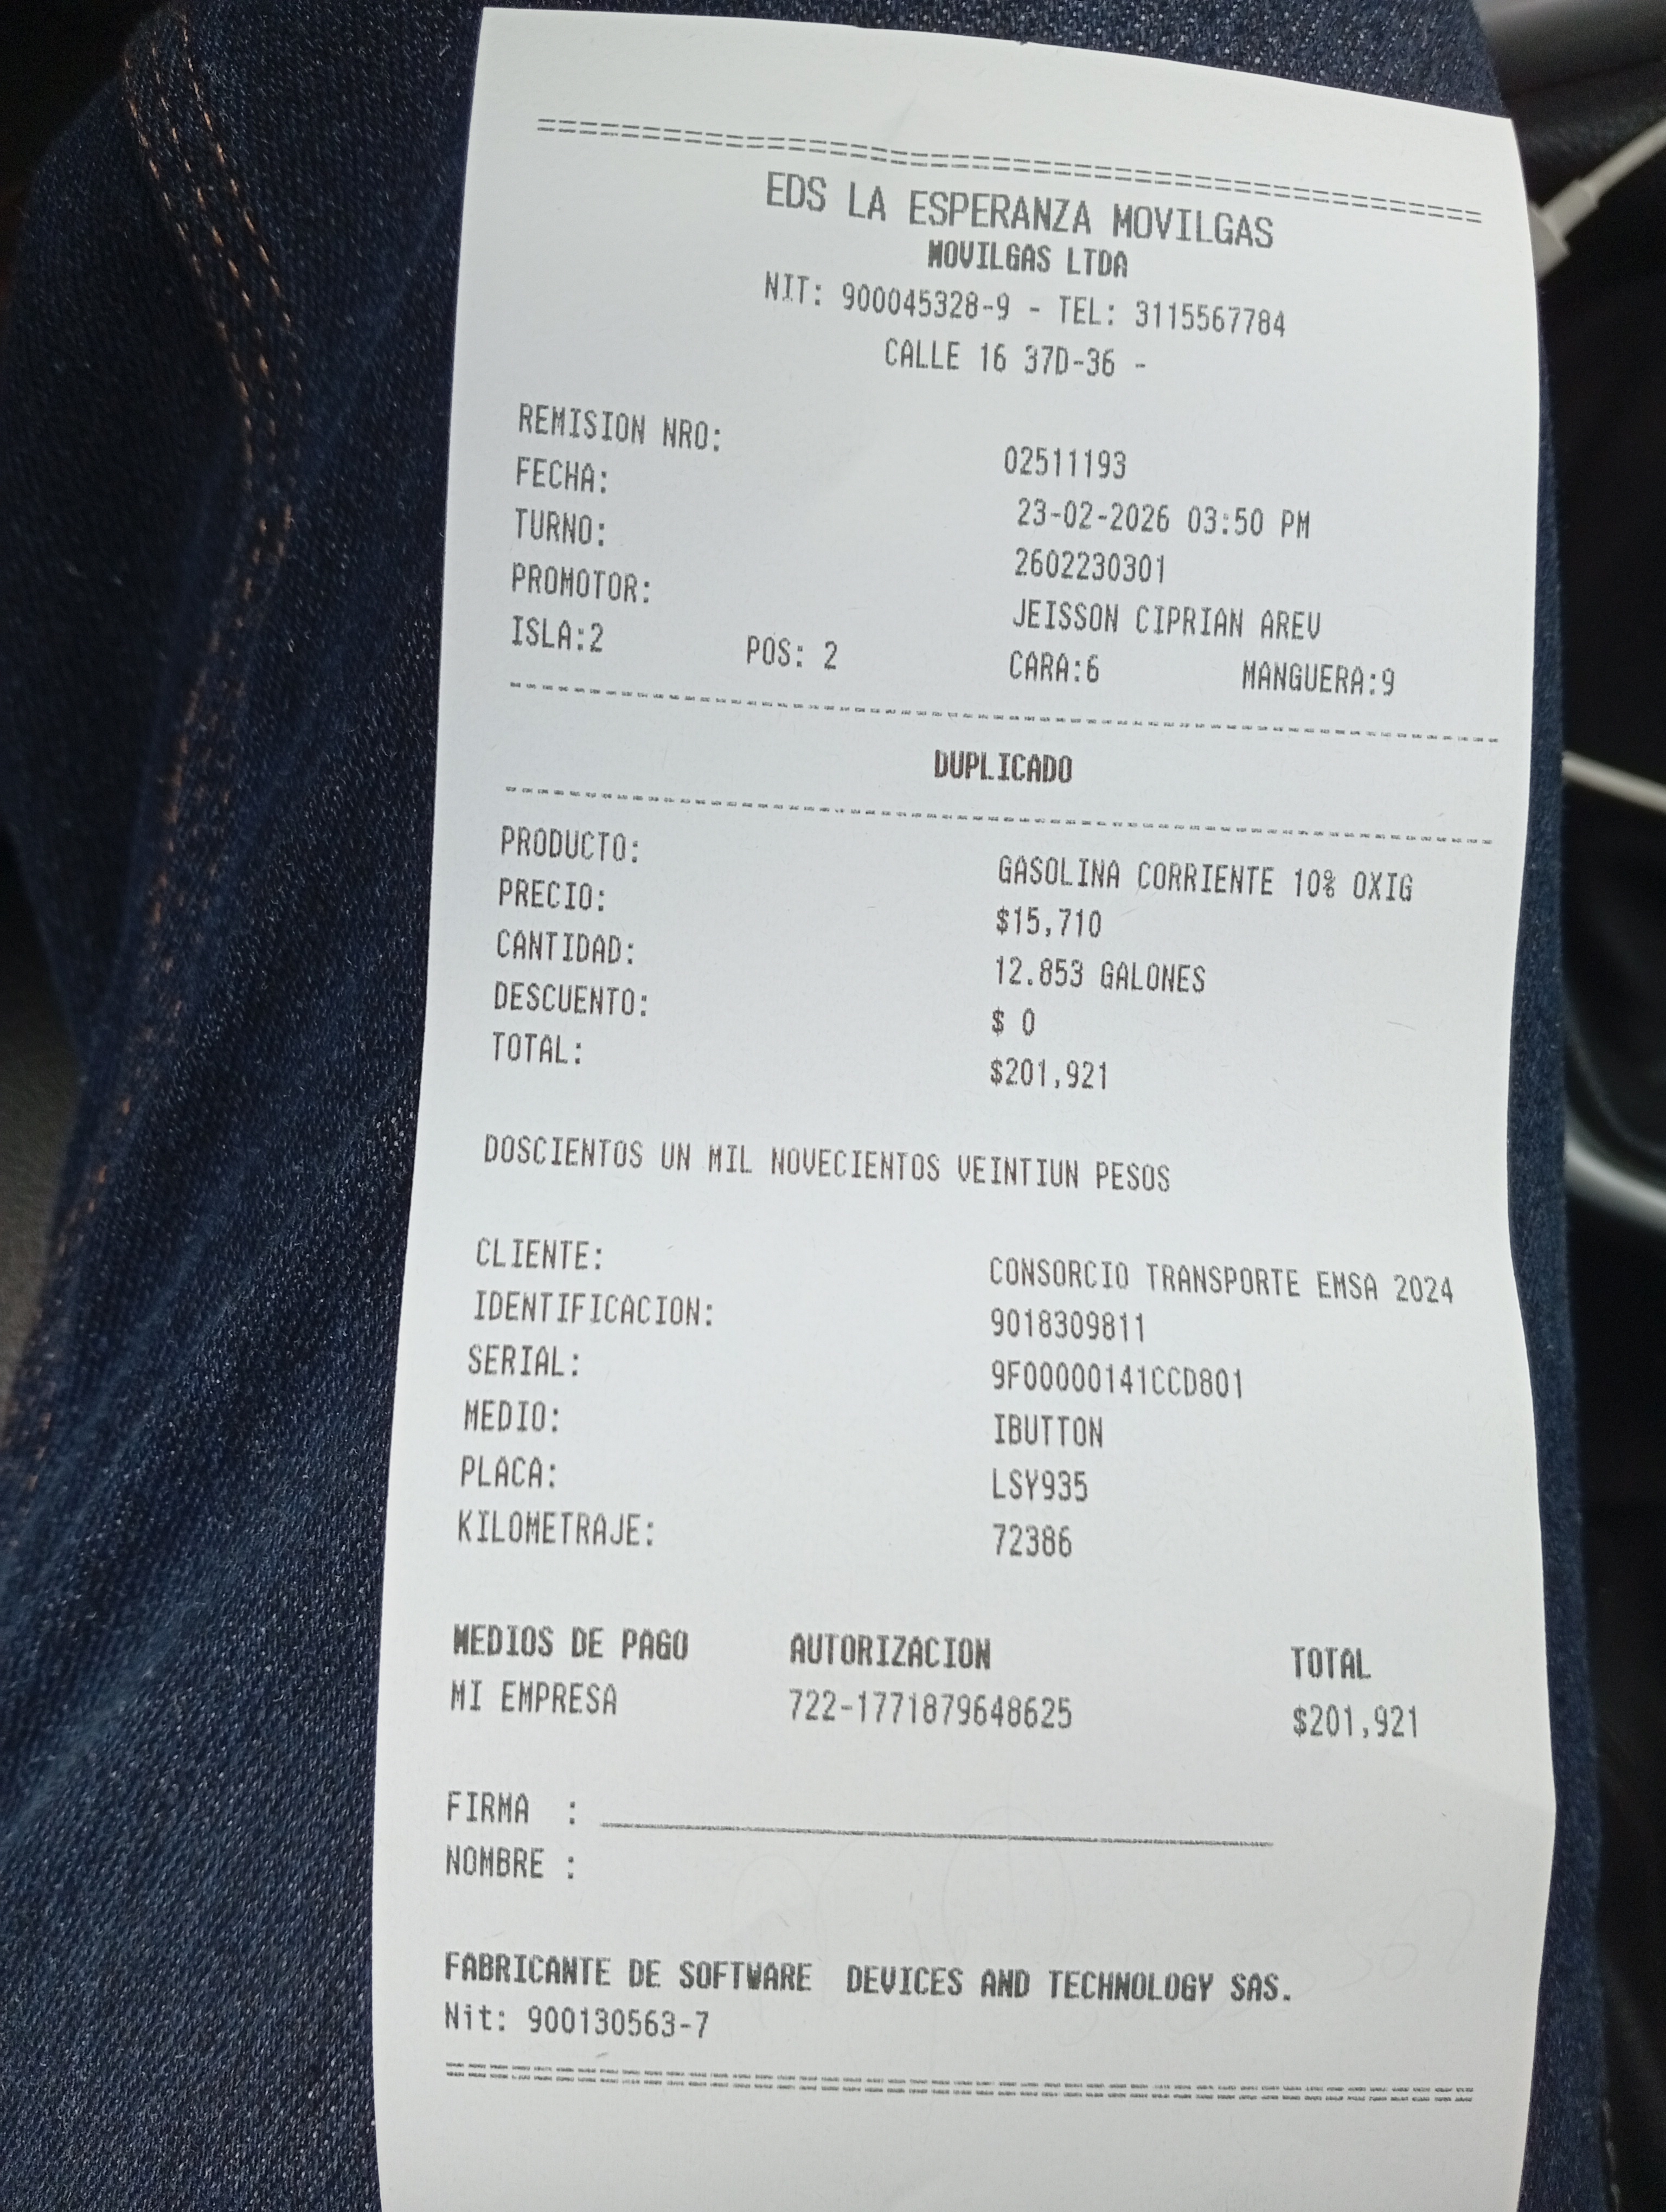 EDS LA ESPERANZA MOVILGAS
MOVILGAS LTDA
NIT: 900045328-9 - TEL: 3115567784
CALLE 16 37D-36 -
REMISION NRO: 02511193
FECHA: 23-02-2026 03:50 PM
TURNO: 2602230301
PROMOTOR: JEISSON CIPRIAN AREV
ISLA:2 POS: 2 CARA:6 MANGUERA:9
DUPLICADO
PRODUCTO: GASOLINA CORRIENTE 10% OXIG
PRECIO: $15,710
CANTIDAD: 12.853 GALONES
DESCUENTO: $ 0
TOTAL: $201,921
DOSCIENTOS UN MIL NOVECIENTOS VEINTIUN PESOS
CLIENTE: CONSORCIO TRANSPORTE EMSA 2024
IDENTIFICACION: 9018309811
SERIAL: 9F00000141CCD801
MEDIO: IBUTTON
PLACA: LSY935
KILOMETRAJE: 72386
MEDIOS DE PAGO AUTORIZACION TOTAL
MI EMPRESA 722-1771879648625 $201,921
FIRMA :
NOMBRE :
FABRICANTE DE SOFTWARE DEVICES AND TECHNOLOGY SAS.
Nit: 900130563-7